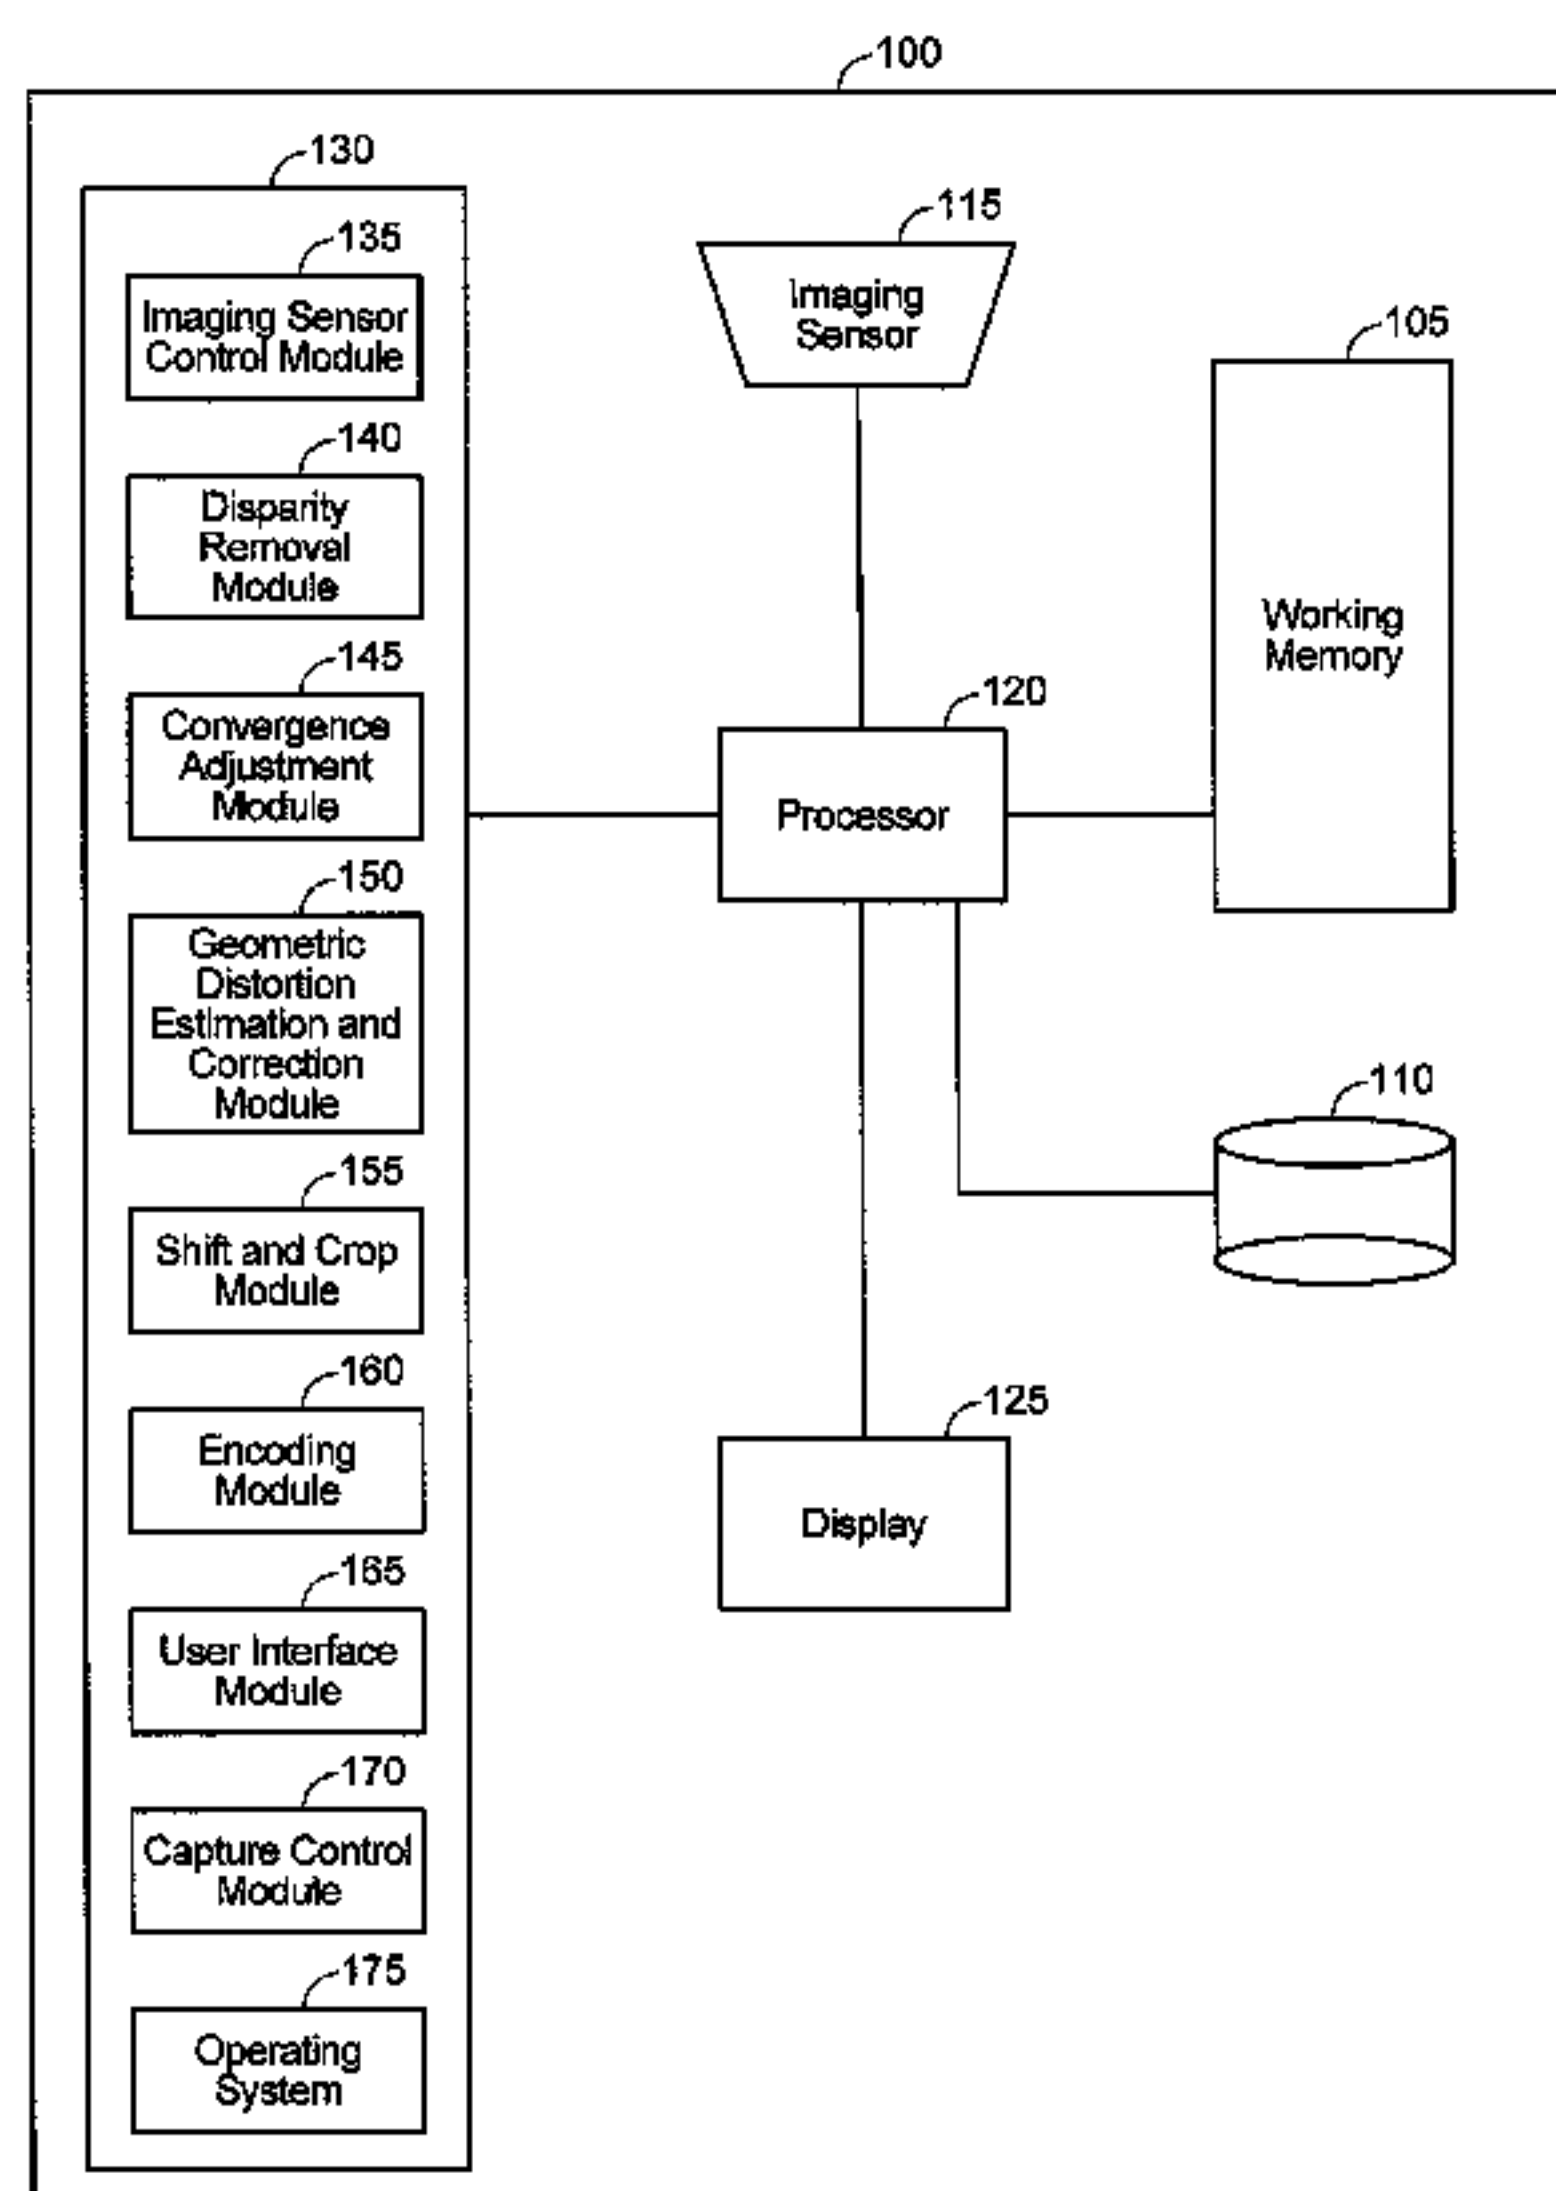 100
130
135
Imaging Sensor
Control Module
140
Disparity
Removal
Module
145
Convergence
Adjustment
Module
150
Geometric
Distortion
Estimation and
Correction
Module
155
Shift and Crop
Module
160
Encoding
Module
165
User Interface
Module
170
Capture Control
Module
175
Operating
System
115
Imaging
Sensor
105
Working
Memory
120
Processor
110
125
Display